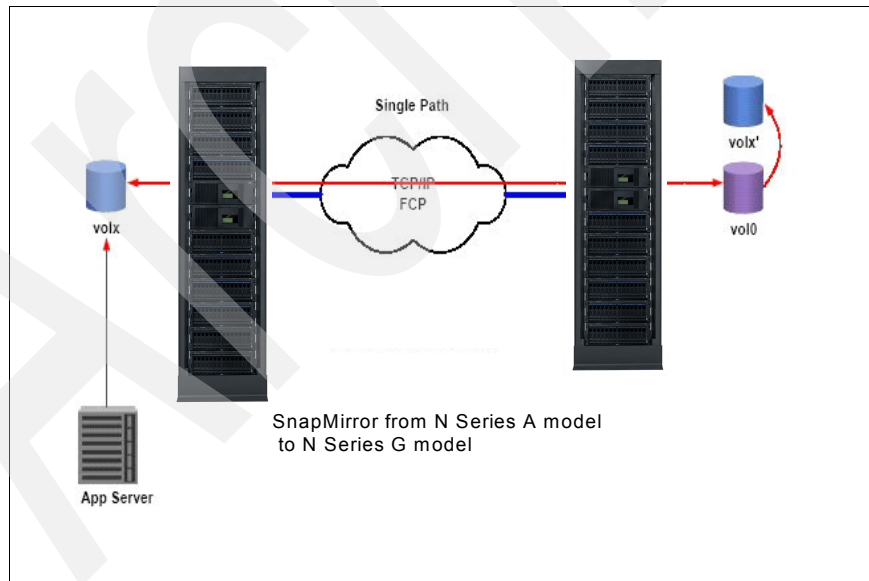 Single Path
TCP/IP
FCP
volx
volx'
vol0
App Server
SnapMirror from N Series A model
to N Series G model